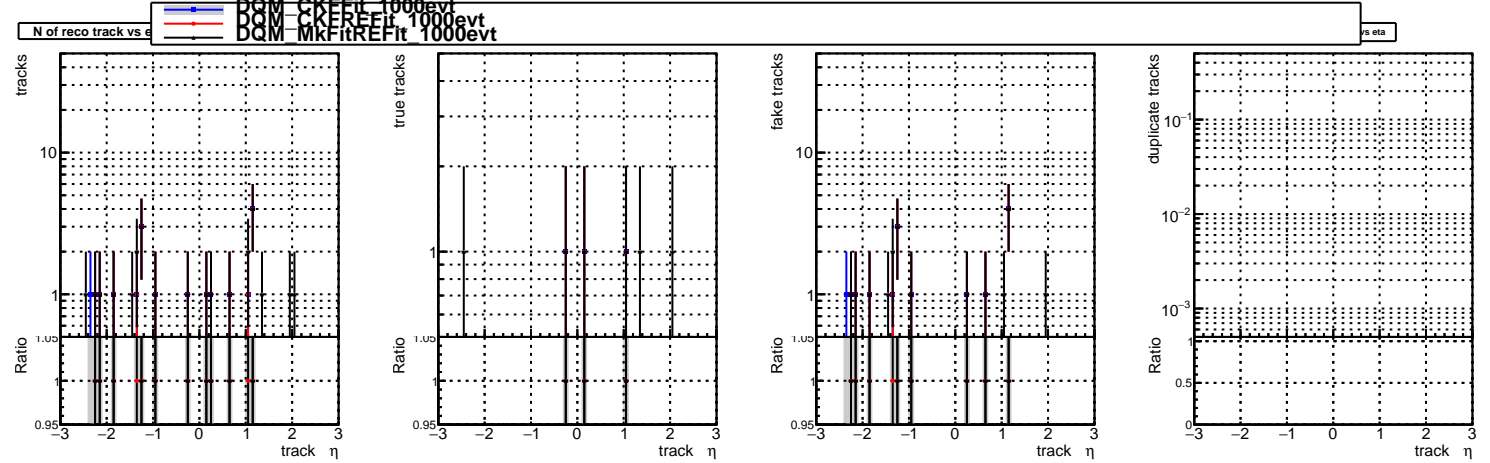 DQM_CKFFit_1000evt
DQM_CKFREFit_1000evt
DQM_MkFitREFit_1000evt
N of reco track vs e
vs eta
tracks
10
1
1.05
Ratio
1
0.95
−3 −2 −1 0 1 2 3
track η
true tracks
1
1.05
Ratio
1
0.95
−3 −2 −1 0 1 2 3
track η
fake tracks
10
1
1.05
Ratio
1
0.95
−3 −2 −1 0 1 2 3
track η
duplicate tracks
10−1
10−2
10−3
Ratio
1
0.5
0
−3 −2 −1 0 1 2 3
track η